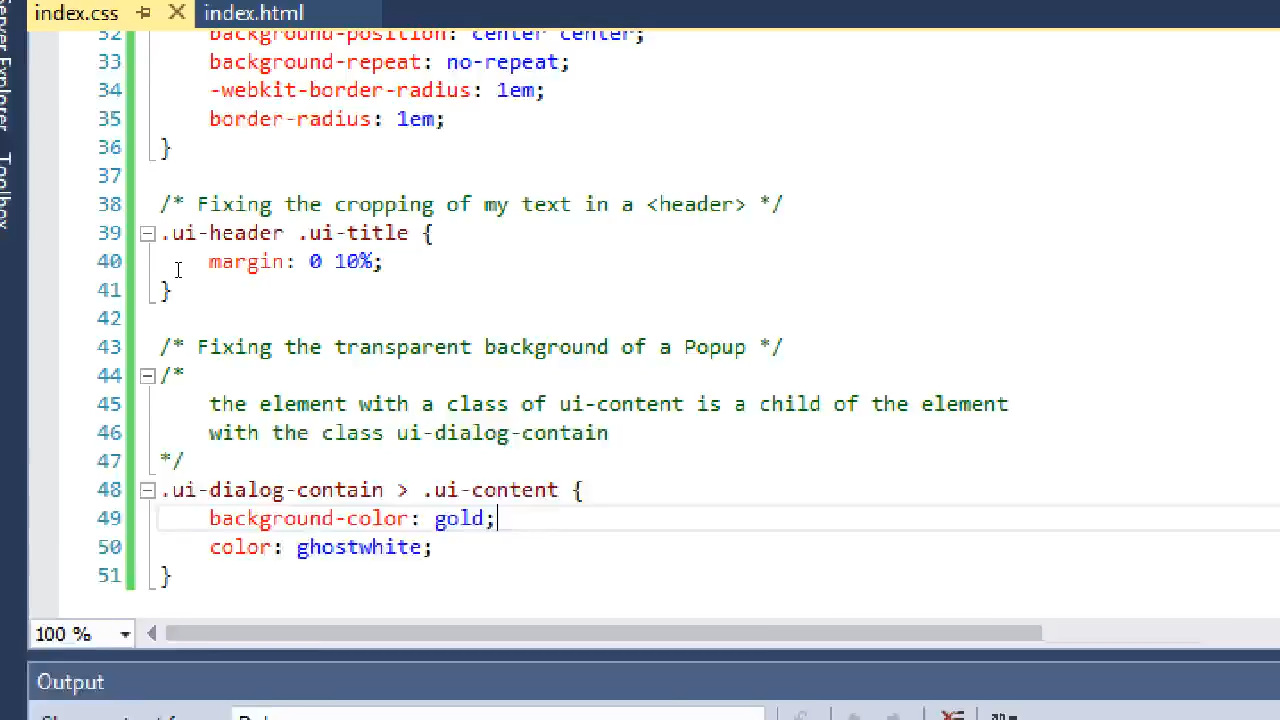 index.css
index.html
Server Explorer
Toolbox
32 background-position: center center;
33 background-repeat: no-repeat;
34 -webkit-border-radius: 1em;
35 border-radius: 1em;
36 }
37
38 /* Fixing the cropping of my text in a <header> */
39 .ui-header .ui-title {
40 margin: 0 10%;
41 }
42
43 /* Fixing the transparent background of a Popup */
44 /*
45 the element with a class of ui-content is a child of the element
46 with the class ui-dialog-contain
47 */
48 .ui-dialog-contain > .ui-content {
49 background-color: gold;
50 color: ghostwhite;
51 }
100 %
Output